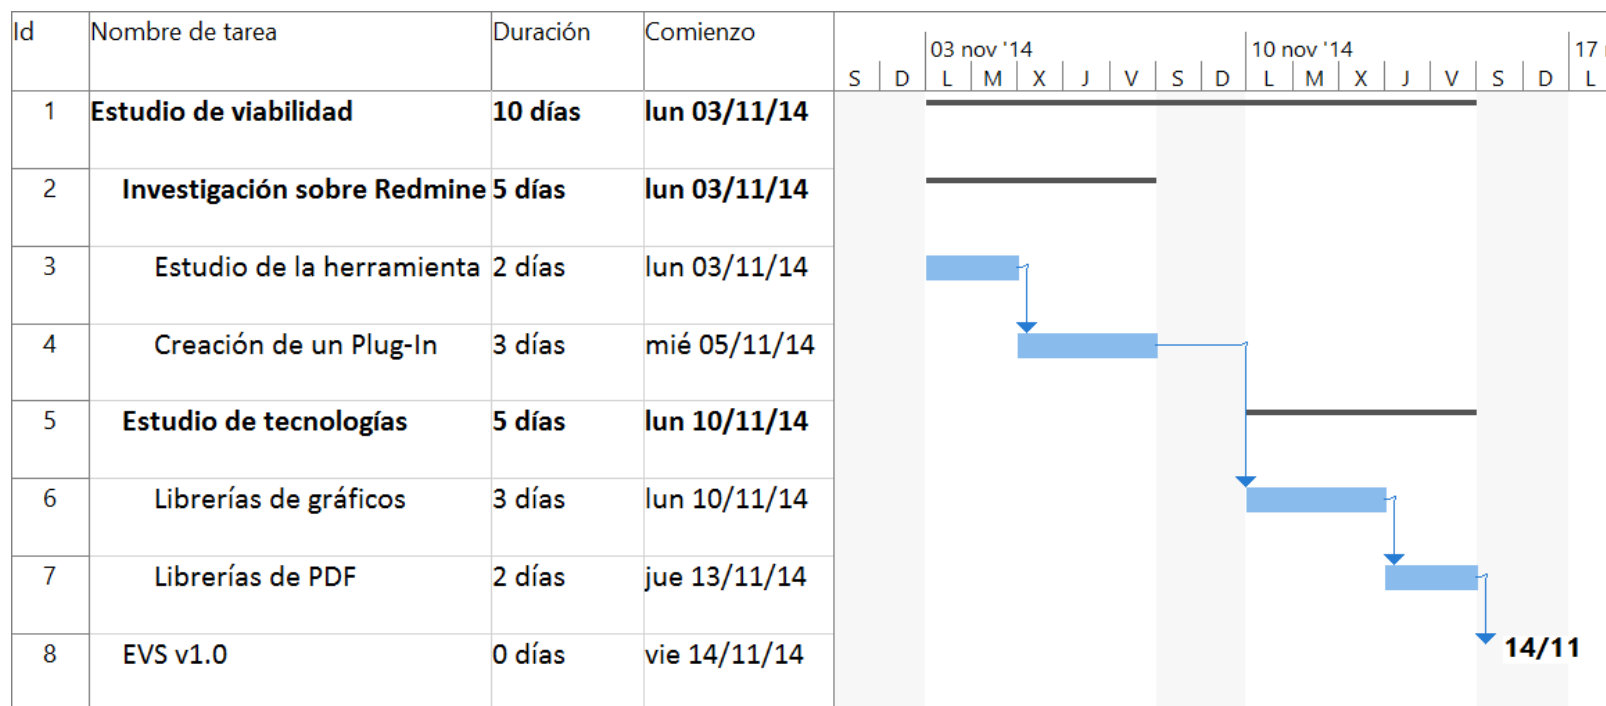 Id Nombre de tarea Duración Comienzo
03 nov '14 10 nov '14 17
S D L M X J V S D L M X J V S D L
1 Estudio de viabilidad 10 días lun 03/11/14
2 Investigación sobre Redmine 5 días lun 03/11/14
3 Estudio de la herramienta 2 días lun 03/11/14
4 Creación de un Plug-In 3 días mié 05/11/14
5 Estudio de tecnologías 5 días lun 10/11/14
6 Librerías de gráficos 3 días lun 10/11/14
7 Librerías de PDF 2 días jue 13/11/14
8 EVS v1.0 0 días vie 14/11/14 14/11